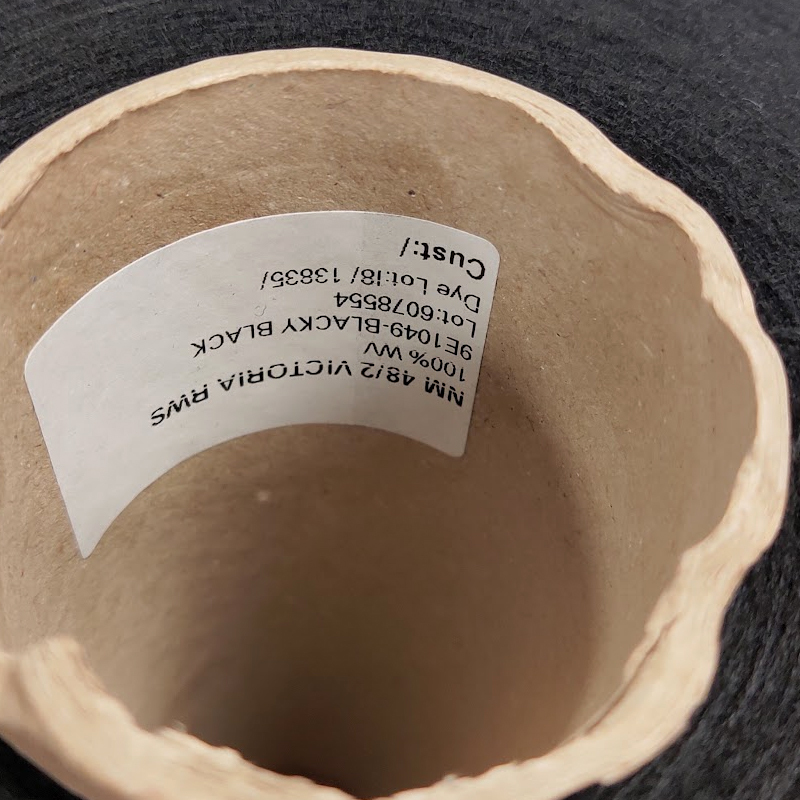 NM 48/2 VICTORIA RWS
100% WV
9E1049-BLACKY BLACK
Lot:6078554
Dye Lot:I8/ 13835/
Cust:/